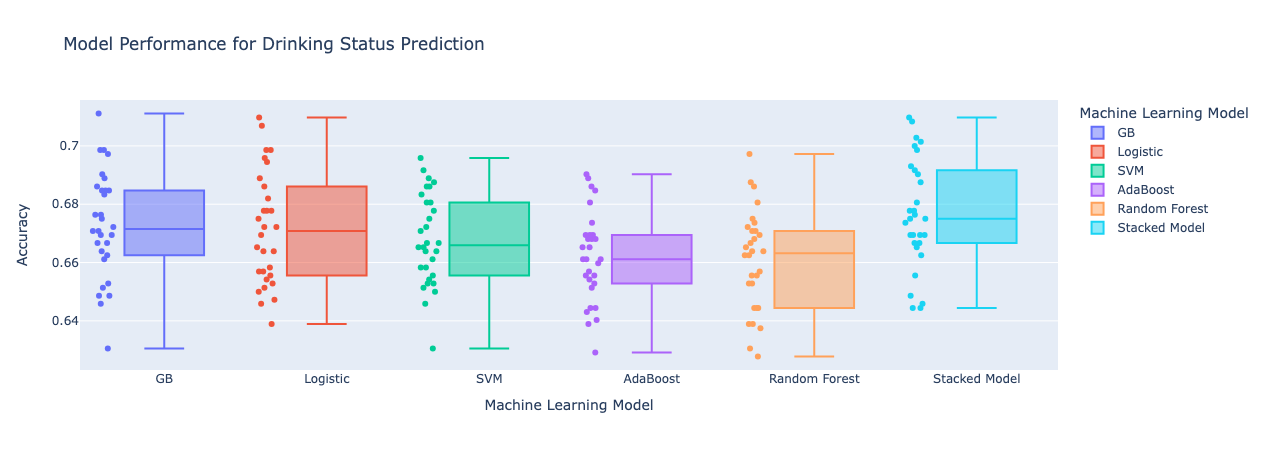 Model Performance for Drinking Status Prediction
Machine Learning Model
GB
Logistic
SVM
AdaBoost
Random Forest
Stacked Model
Accuracy
0.7
0.68
0.66
0.64
GB Logistic SVM AdaBoost Random Forest Stacked Model
Machine Learning Model